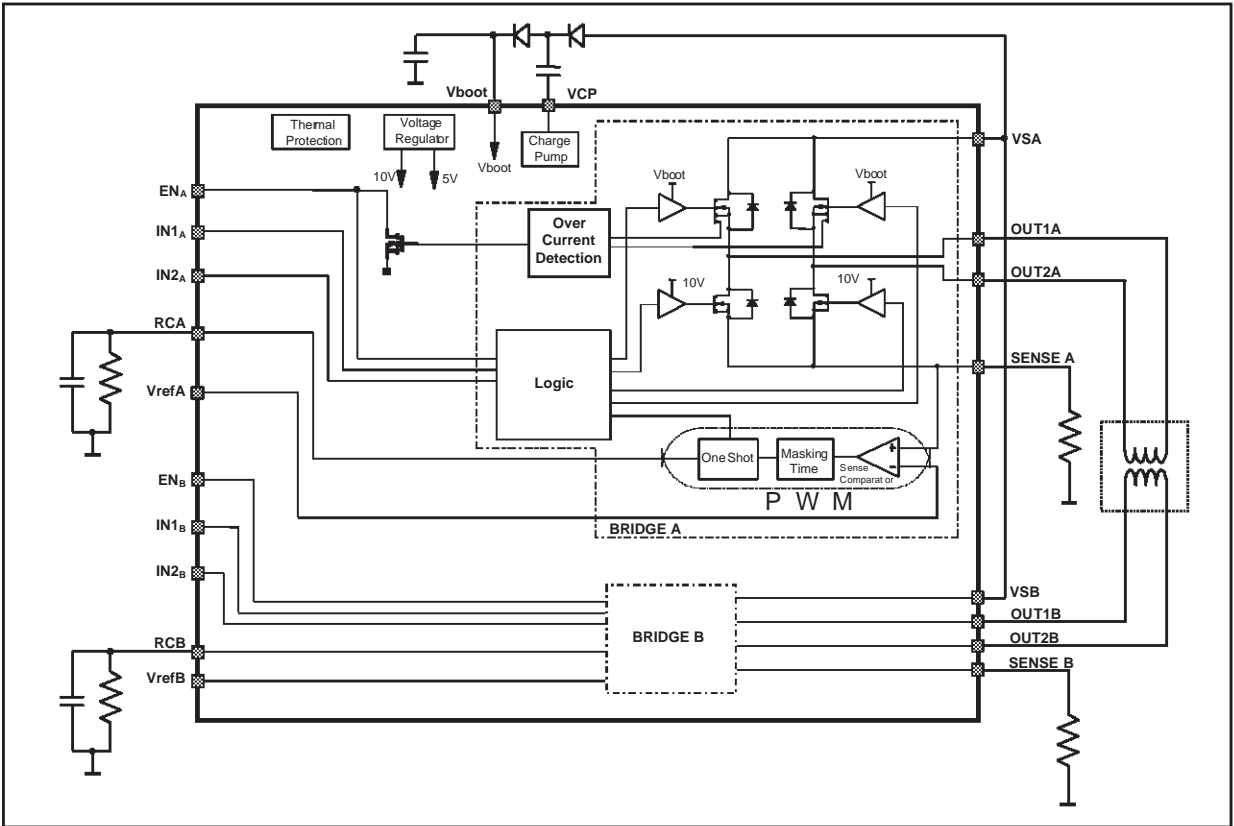 Vboot
VCP
Thermal
Protection
Voltage
Regulator
Charge
Pump
Vboot
10V
5V
VSA
ENA
IN1A
IN2A
RCA
VrefA
ENB
IN1B
IN2B
RCB
VrefB
Over
Current
Detection
Vboot
Vboot
10V
10V
Logic
OUT1A
OUT2A
SENSE A
One Shot
Masking
Time
+
-
Sense
Comparator
P W M
BRIDGE A
BRIDGE B
VSB
OUT1B
OUT2B
SENSE B